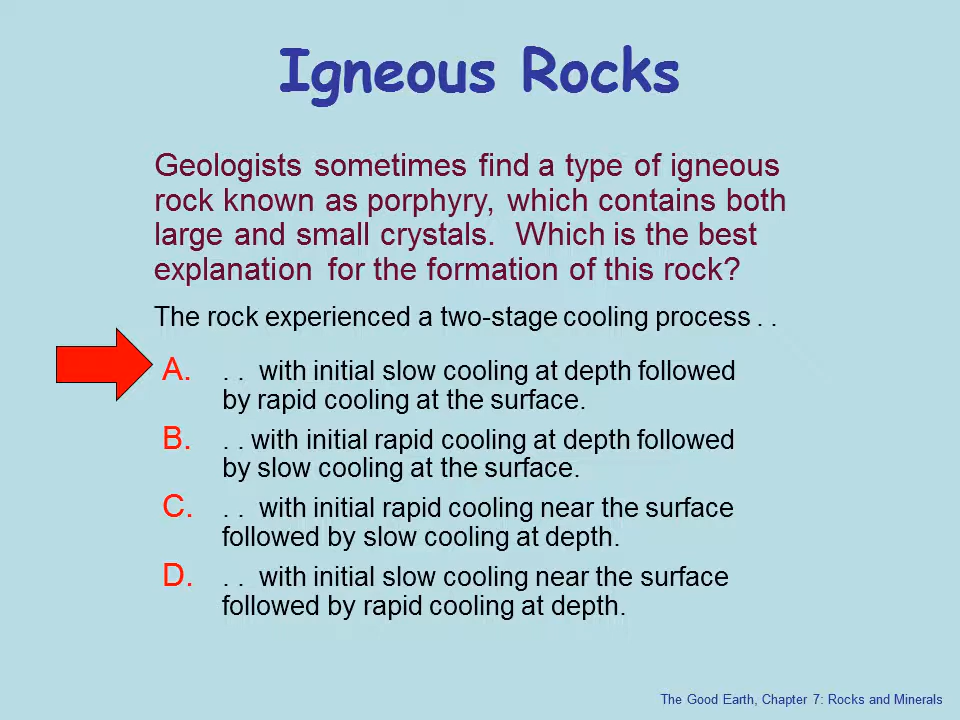 Igneous Rocks
Geologists sometimes find a type of igneous
rock known as porphyry, which contains both
large and small crystals.  Which is the best
explanation for the formation of this rock?
The rock experienced a two-stage cooling process . .
A. . .  with initial slow cooling at depth followed
by rapid cooling at the surface.
B. . . with initial rapid cooling at depth followed
by slow cooling at the surface.
C. . .  with initial rapid cooling near the surface
followed by slow cooling at depth.
D. . .  with initial slow cooling near the surface
followed by rapid cooling at depth.
The Good Earth, Chapter 7: Rocks and Minerals